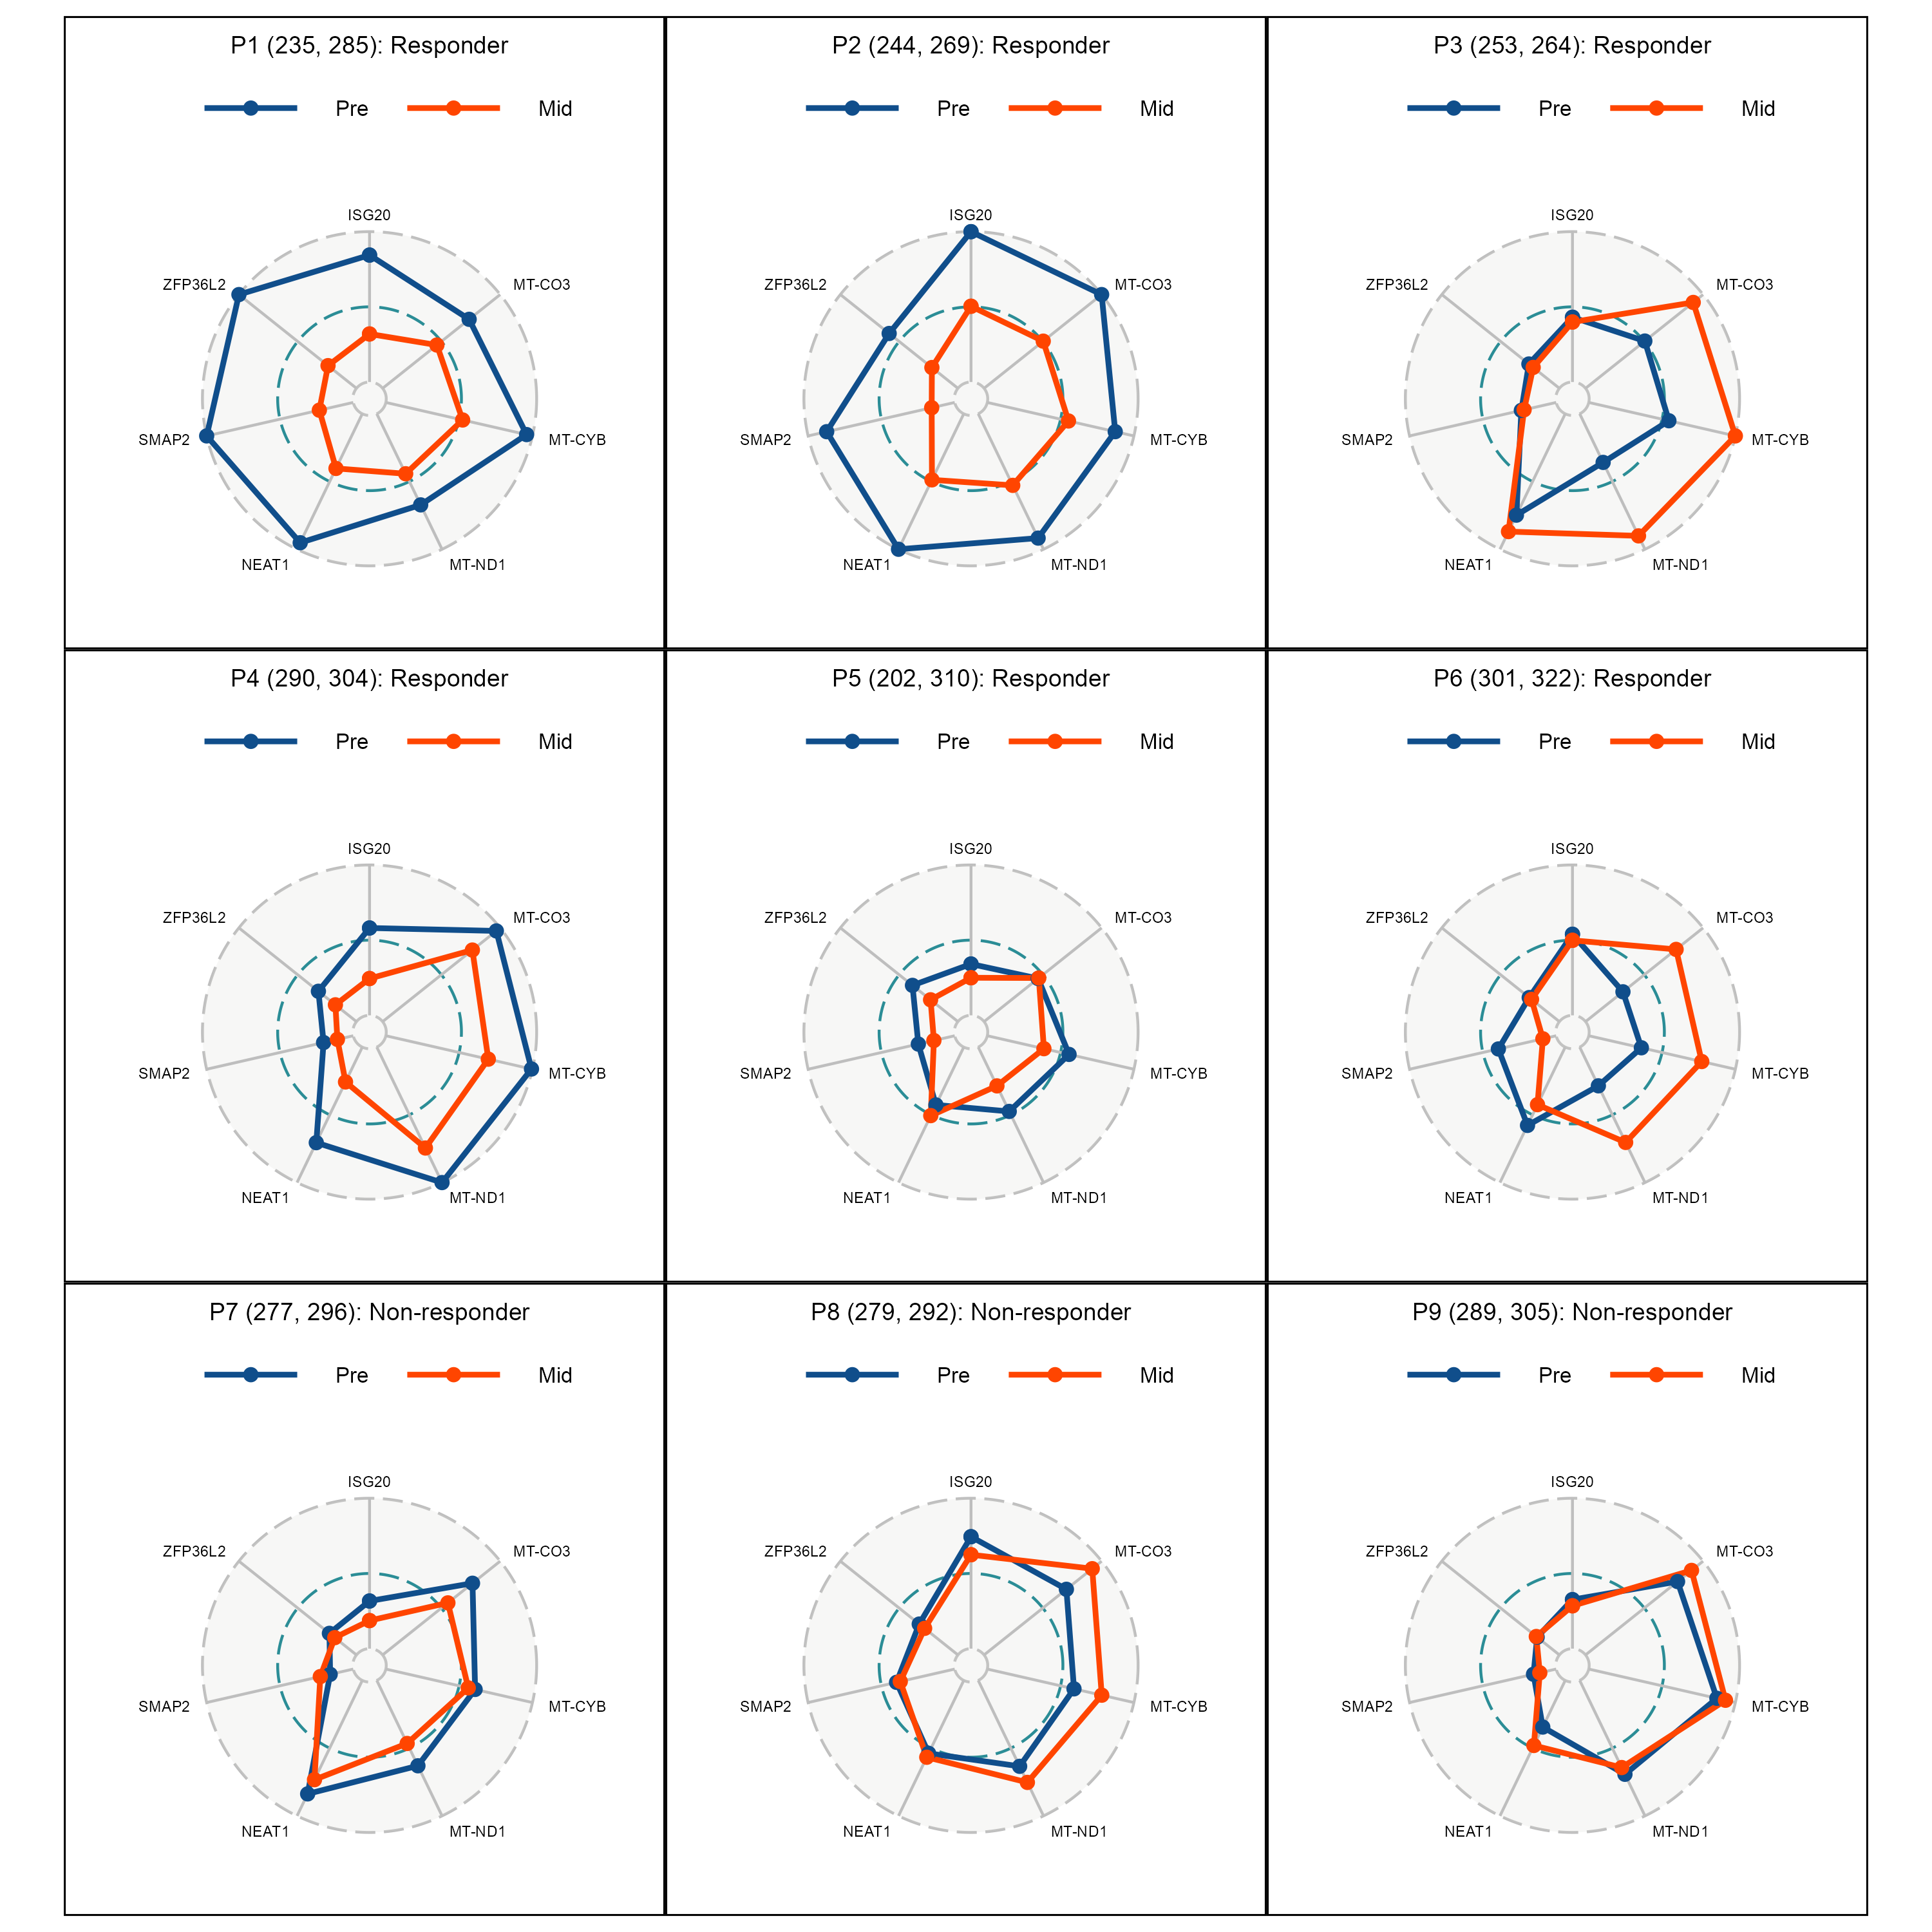 P1 (235, 285): Responder
Pre Mid
ISG20
ZFP36L2 MT-CO3
SMAP2 MT-CYB
NEAT1 MT-ND1
P2 (244, 269): Responder
Pre Mid
ISG20
ZFP36L2 MT-CO3
SMAP2 MT-CYB
NEAT1 MT-ND1
P3 (253, 264): Responder
Pre Mid
ISG20
ZFP36L2 MT-CO3
SMAP2 MT-CYB
NEAT1 MT-ND1
P4 (290, 304): Responder
Pre Mid
ISG20
ZFP36L2 MT-CO3
SMAP2 MT-CYB
NEAT1 MT-ND1
P5 (202, 310): Responder
Pre Mid
ISG20
ZFP36L2 MT-CO3
SMAP2 MT-CYB
NEAT1 MT-ND1
P6 (301, 322): Responder
Pre Mid
ISG20
ZFP36L2 MT-CO3
SMAP2 MT-CYB
NEAT1 MT-ND1
P7 (277, 296): Non-responder
Pre Mid
ISG20
ZFP36L2 MT-CO3
SMAP2 MT-CYB
NEAT1 MT-ND1
P8 (279, 292): Non-responder
Pre Mid
ISG20
ZFP36L2 MT-CO3
SMAP2 MT-CYB
NEAT1 MT-ND1
P9 (289, 305): Non-responder
Pre Mid
ISG20
ZFP36L2 MT-CO3
SMAP2 MT-CYB
NEAT1 MT-ND1